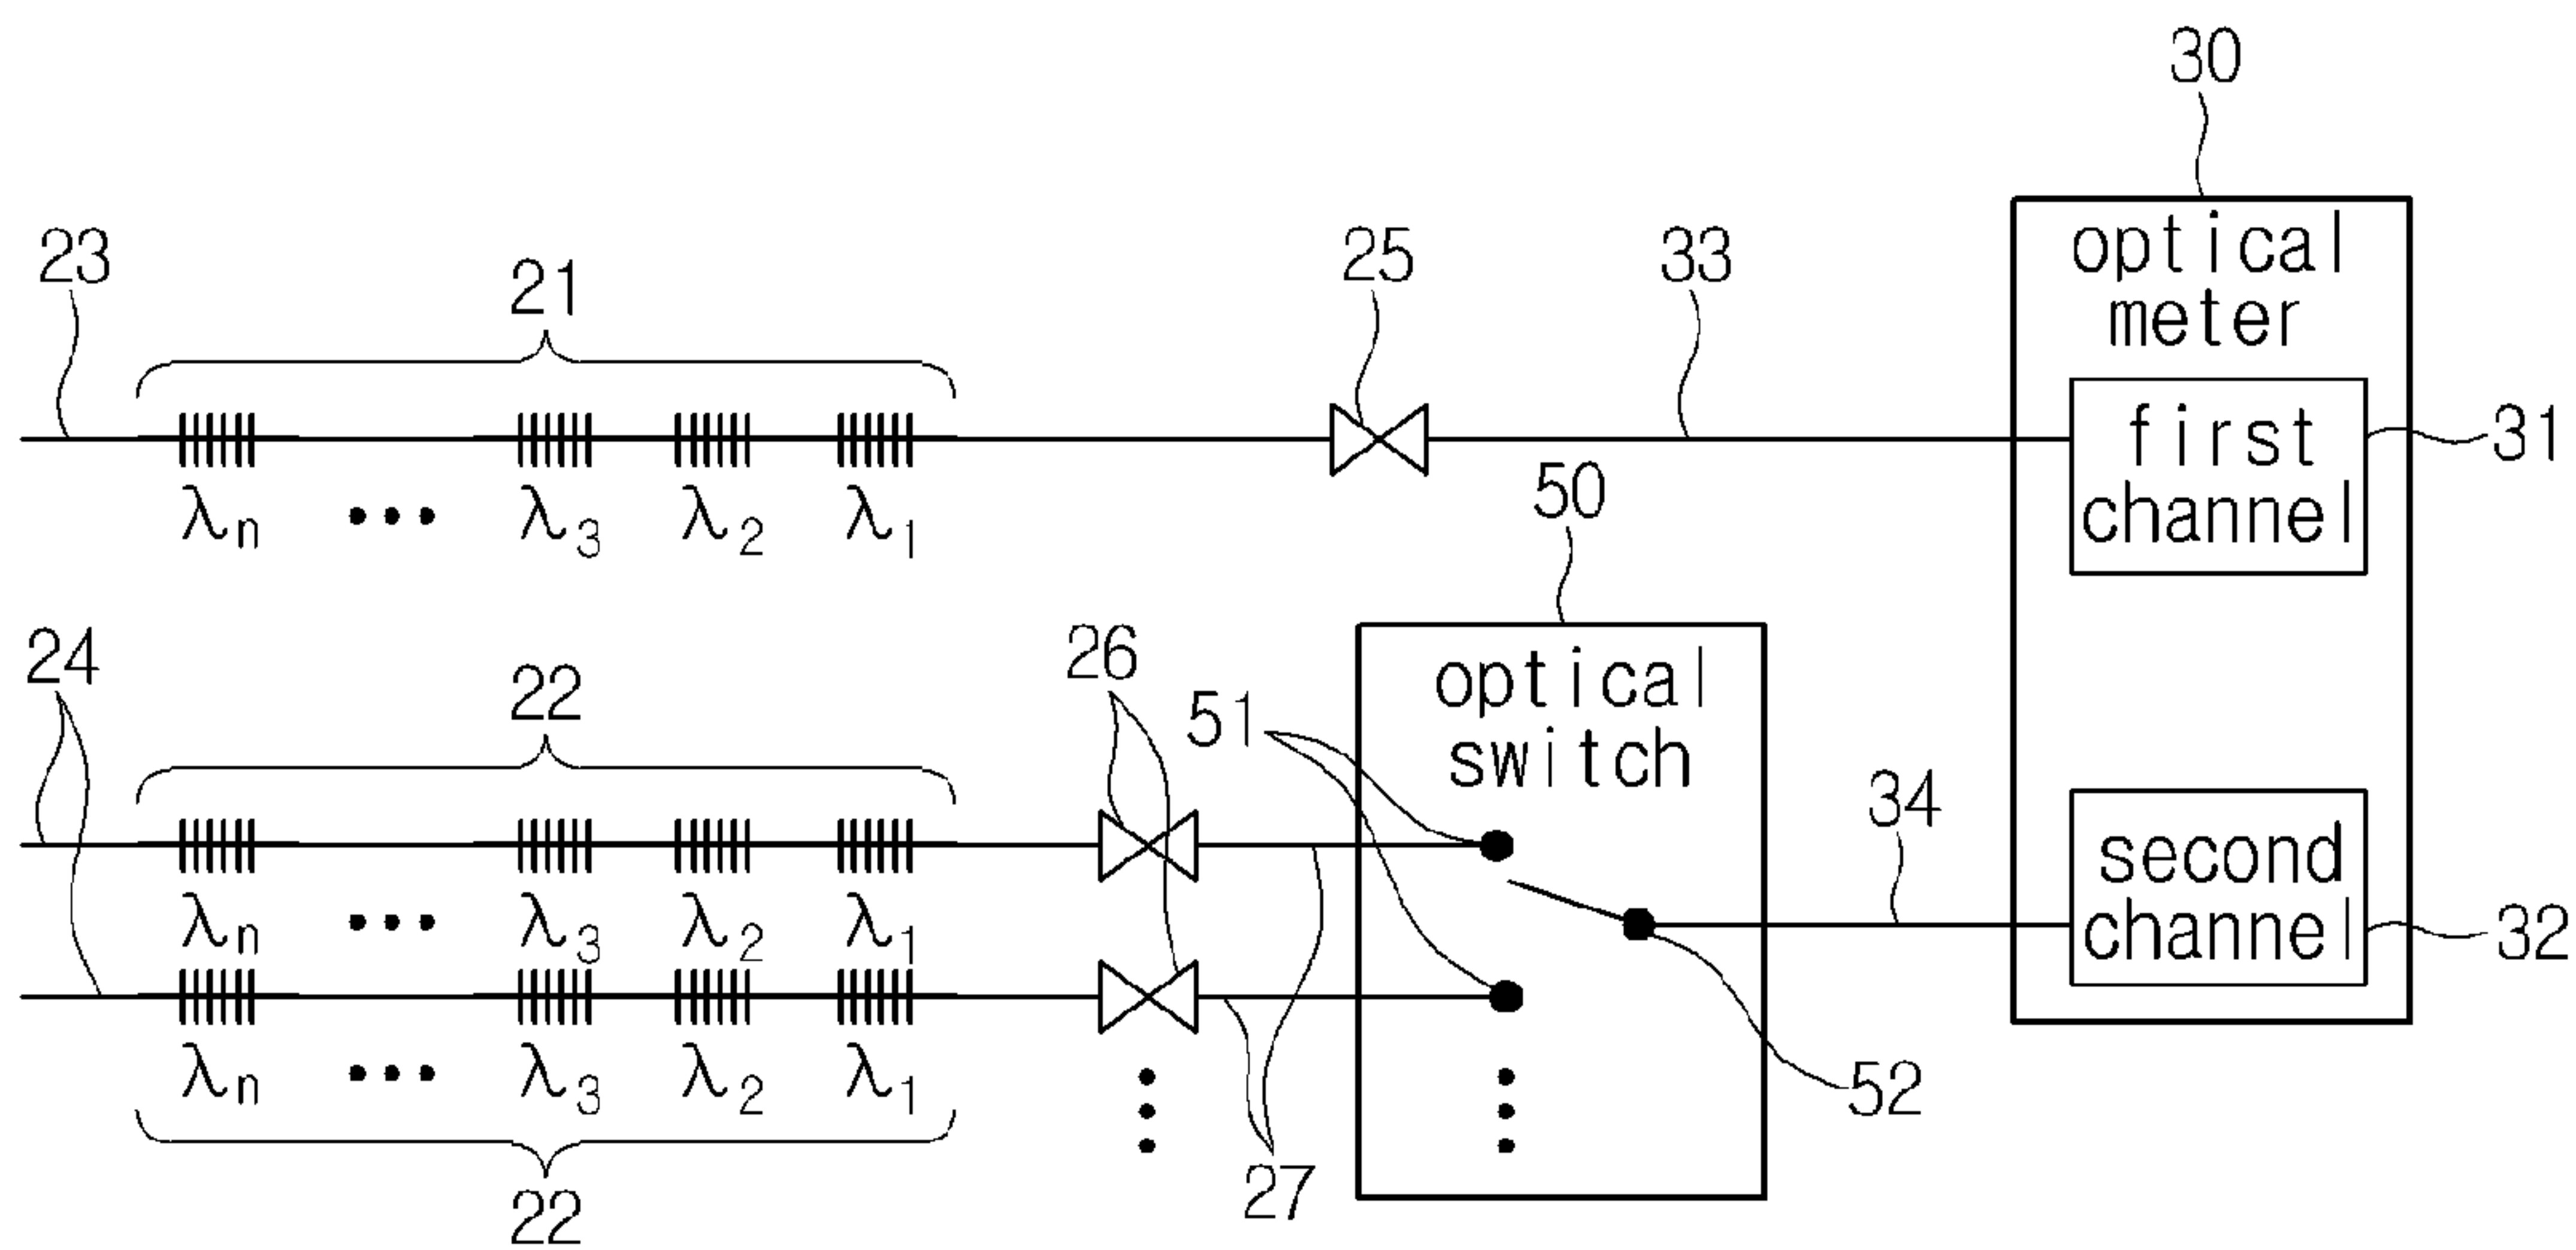 30
optical
meter
23
21
25
33
first
channel
31
λn ••• λ3 λ2 λ1
50
24
22
26
51
optical
switch
34
second
channel
32
λn ••• λ3 λ2 λ1
λn ••• λ3 λ2 λ1
52
27
22